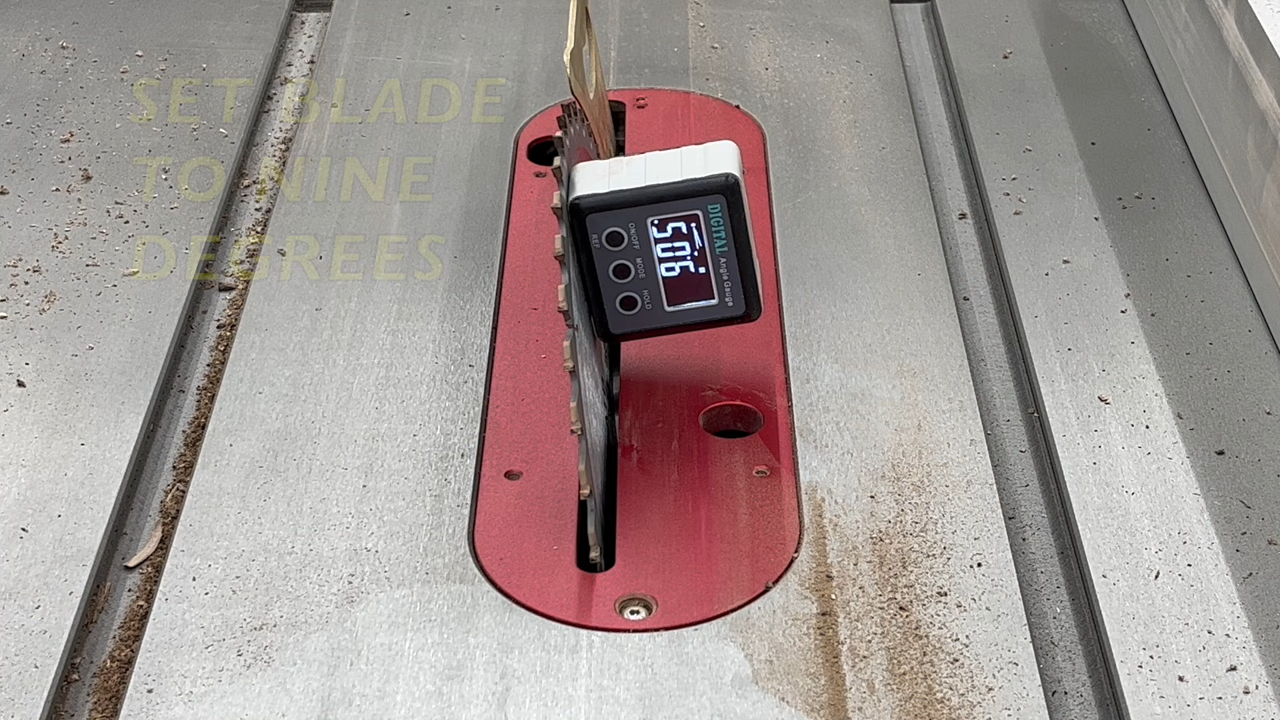 SET BLADE
TO NINE
DEGREES
DIGITAL Angle Gauge
ON/OFF MODE HOLD
REF